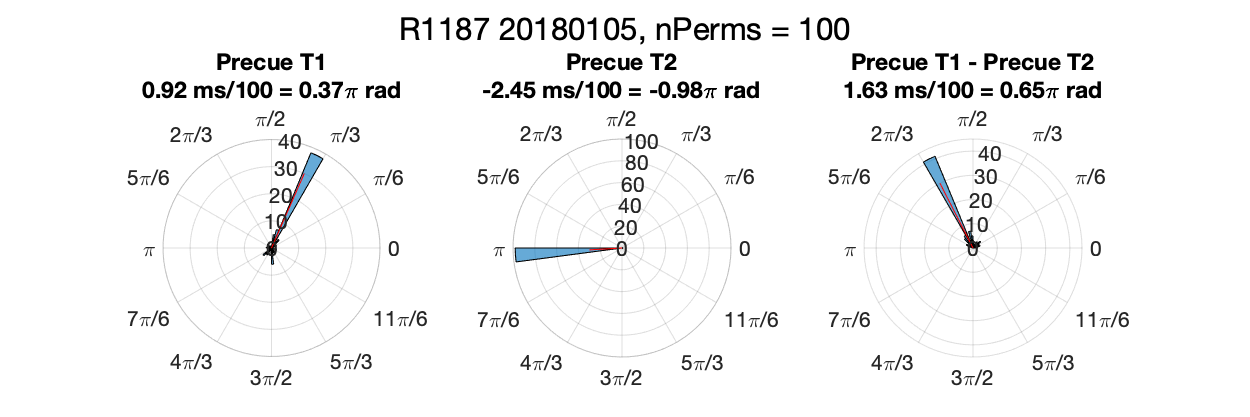 R1187 20180105, nPerms = 100
Precue T1
0.92 ms/100 = 0.37π rad
π/2
2π/3
π/3
5π/6
π/6
π
0
7π/6
11π/6
4π/3
5π/3
3π/2
40
30
20
10
0
Precue T2
-2.45 ms/100 = -0.98π rad
π/2
2π/3
π/3
5π/6
π/6
π
0
7π/6
11π/6
4π/3
5π/3
3π/2
100
80
60
40
20
0
Precue T1 - Precue T2
1.63 ms/100 = 0.65π rad
π/2
2π/3
π/3
5π/6
π/6
π
0
7π/6
11π/6
4π/3
5π/3
3π/2
40
30
20
10
0